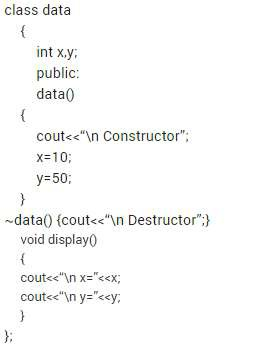 class data
{
int x,y;
public:
data()
{
cout<<“\n Constructor”;
x=10;
y=50;
}
~data() {cout<<“\n Destructor”;}
void display()
{
cout<<“\n x=”<<x;
cout<<“\n y=”<<y;
}
};